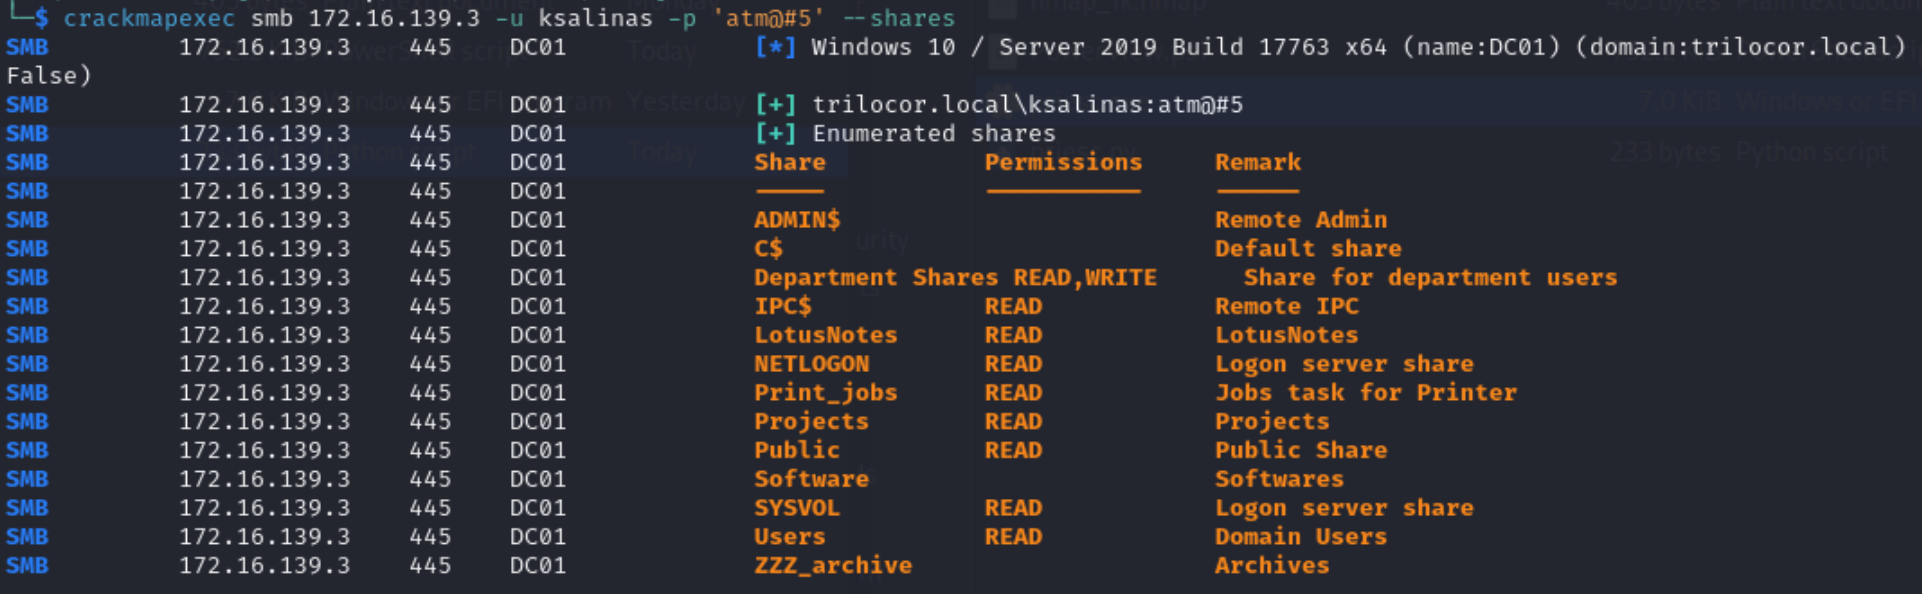 └─$ crackmapexec smb 172.16.139.3 -u ksalinas -p 'atm@#5' --shares
SMB 172.16.139.3 445 DC01 [*] Windows 10 / Server 2019 Build 17763 x64 (name:DC01) (domain:trilocor.local)
False)
SMB 172.16.139.3 445 DC01 [+] trilocor.local\ksalinas:atm@#5
SMB 172.16.139.3 445 DC01 [+] Enumerated shares
SMB 172.16.139.3 445 DC01 Share Permissions Remark
SMB 172.16.139.3 445 DC01 ----- ----------- ------
SMB 172.16.139.3 445 DC01 ADMIN$ Remote Admin
SMB 172.16.139.3 445 DC01 C$ Default share
SMB 172.16.139.3 445 DC01 Department Shares READ,WRITE Share for department users
SMB 172.16.139.3 445 DC01 IPC$ READ Remote IPC
SMB 172.16.139.3 445 DC01 LotusNotes READ LotusNotes
SMB 172.16.139.3 445 DC01 NETLOGON READ Logon server share
SMB 172.16.139.3 445 DC01 Print_jobs READ Jobs task for Printer
SMB 172.16.139.3 445 DC01 Projects READ Projects
SMB 172.16.139.3 445 DC01 Public READ Public Share
SMB 172.16.139.3 445 DC01 Software Softwares
SMB 172.16.139.3 445 DC01 SYSVOL READ Logon server share
SMB 172.16.139.3 445 DC01 Users READ Domain Users
SMB 172.16.139.3 445 DC01 ZZZ_archive Archives